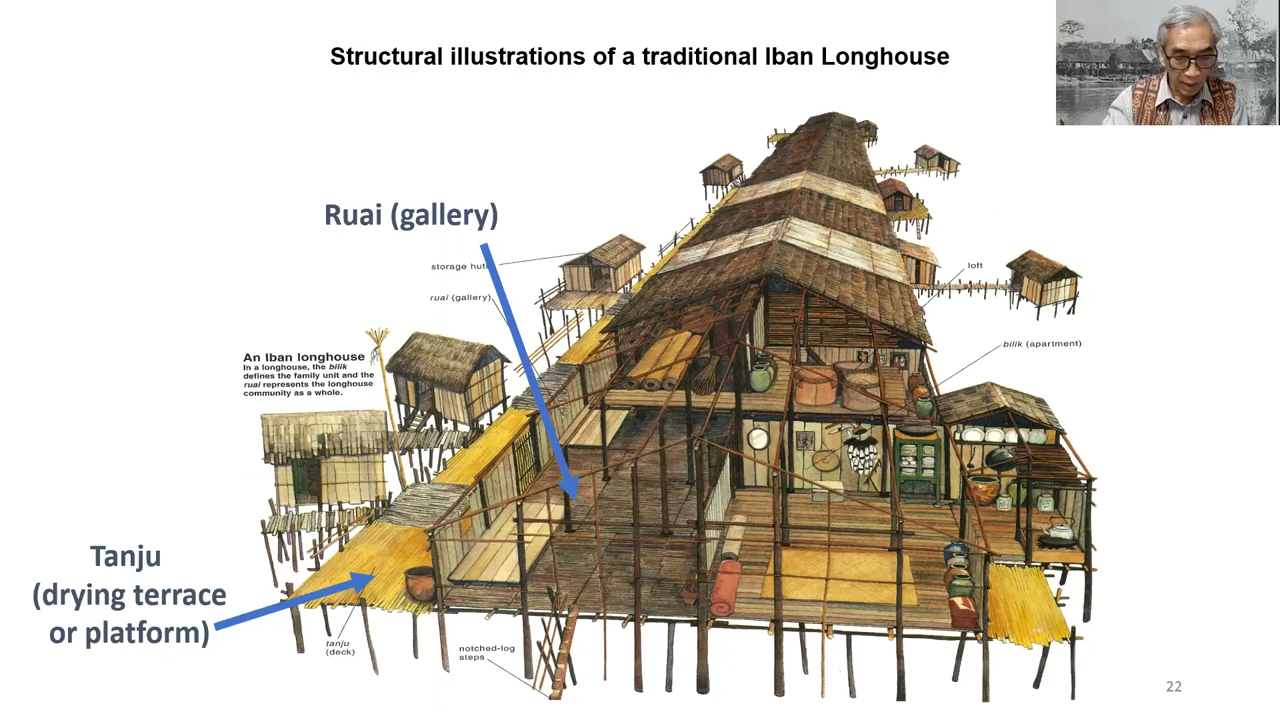 Structural illustrations of a traditional Iban Longhouse
Ruai (gallery)
storage huts
ruai (gallery)
loft
bilik (apartment)
An Iban longhouse
In a longhouse, the bilik
defines the family unit and the
ruai represents the longhouse
community as a whole.
Tanju
(drying terrace
or platform)
tanju
(deck)
notched-log
steps
22